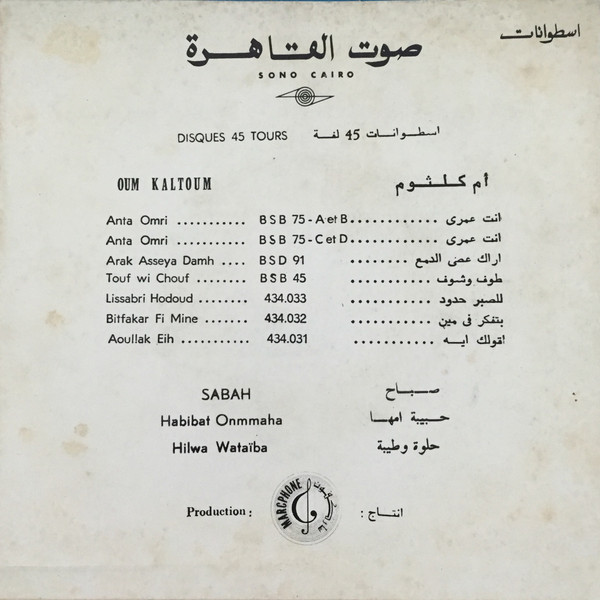 اسطوانات
صوت القاهرة
SONO CAIRO
DISQUES 45 TOURS اسطوانات 45 لفة
OUM KALTOUM أم كلثوم
Anta Omri ........... BSB 75 - A et B............ انت عمرى
Anta Omri ........... BSB 75 - C et D............ انت عمرى
Arak Asseya Damh .... BSD 91 ........ اراك عصى الدمع
Touf wi Chouf ........ BSB 45 ........... طوف وشوف
Lissabri Hodoud ........ 434.033 ............ للصبر حدود
Bitfakar Fi Mine ....... 434.032 ........... بتفكر فى مين
Aoullak Eih ........... 434.031 ............ اقولك ايه
SABAH صباح
Habibat Onmmaha حبيبة امها
Hilwa Wataïba حلوة وطيبة
Production: MARCPHONE انتاج :